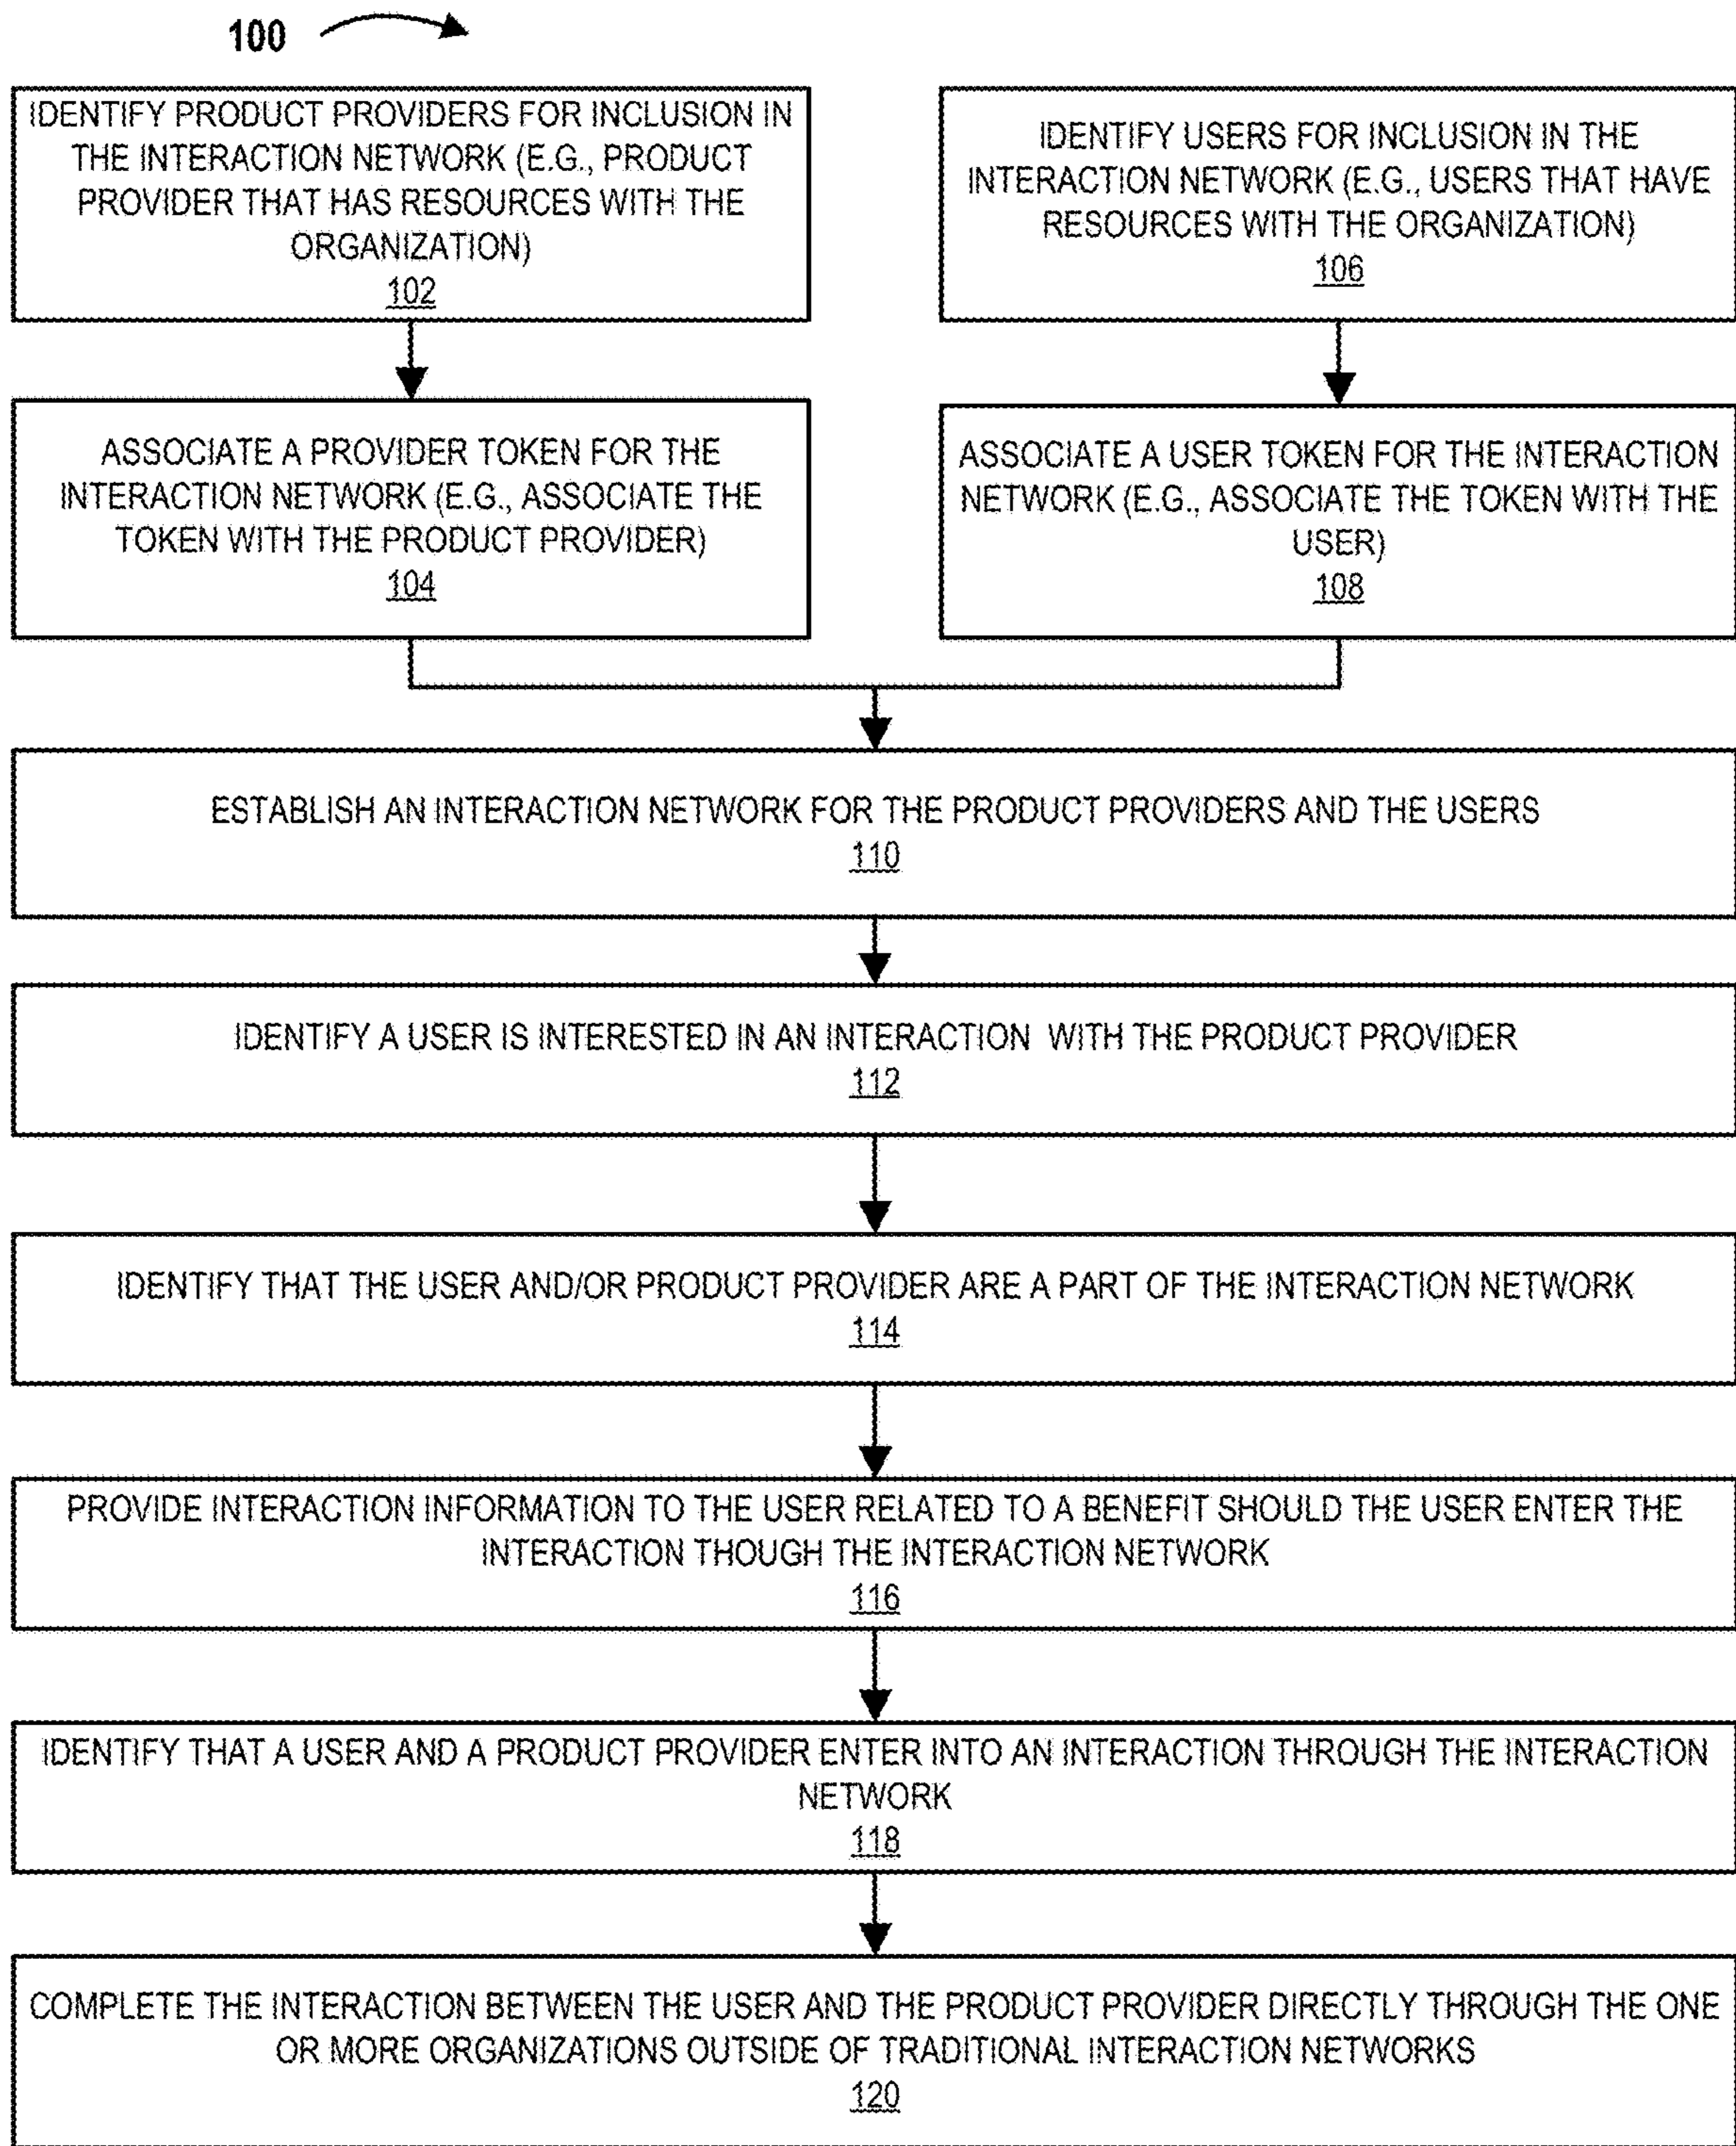 100
IDENTIFY PRODUCT PROVIDERS FOR INCLUSION IN
THE INTERACTION NETWORK (E.G., PRODUCT
PROVIDER THAT HAS RESOURCES WITH THE
ORGANIZATION)
102
IDENTIFY USERS FOR INCLUSION IN THE
INTERACTION NETWORK (E.G., USERS THAT HAVE
RESOURCES WITH THE ORGANIZATION)
106
ASSOCIATE A PROVIDER TOKEN FOR THE
INTERACTION NETWORK (E.G., ASSOCIATE THE
TOKEN WITH THE PRODUCT PROVIDER)
104
ASSOCIATE A USER TOKEN FOR THE INTERACTION
NETWORK (E.G., ASSOCIATE THE TOKEN WITH THE
USER)
108
ESTABLISH AN INTERACTION NETWORK FOR THE PRODUCT PROVIDERS AND THE USERS
110
IDENTIFY A USER IS INTERESTED IN AN INTERACTION WITH THE PRODUCT PROVIDER
112
IDENTIFY THAT THE USER AND/OR PRODUCT PROVIDER ARE A PART OF THE INTERACTION NETWORK
114
PROVIDE INTERACTION INFORMATION TO THE USER RELATED TO A BENEFIT SHOULD THE USER ENTER THE
INTERACTION THOUGH THE INTERACTION NETWORK
116
IDENTIFY THAT A USER AND A PRODUCT PROVIDER ENTER INTO AN INTERACTION THROUGH THE INTERACTION
NETWORK
118
COMPLETE THE INTERACTION BETWEEN THE USER AND THE PRODUCT PROVIDER DIRECTLY THROUGH THE ONE
OR MORE ORGANIZATIONS OUTSIDE OF TRADITIONAL INTERACTION NETWORKS
120